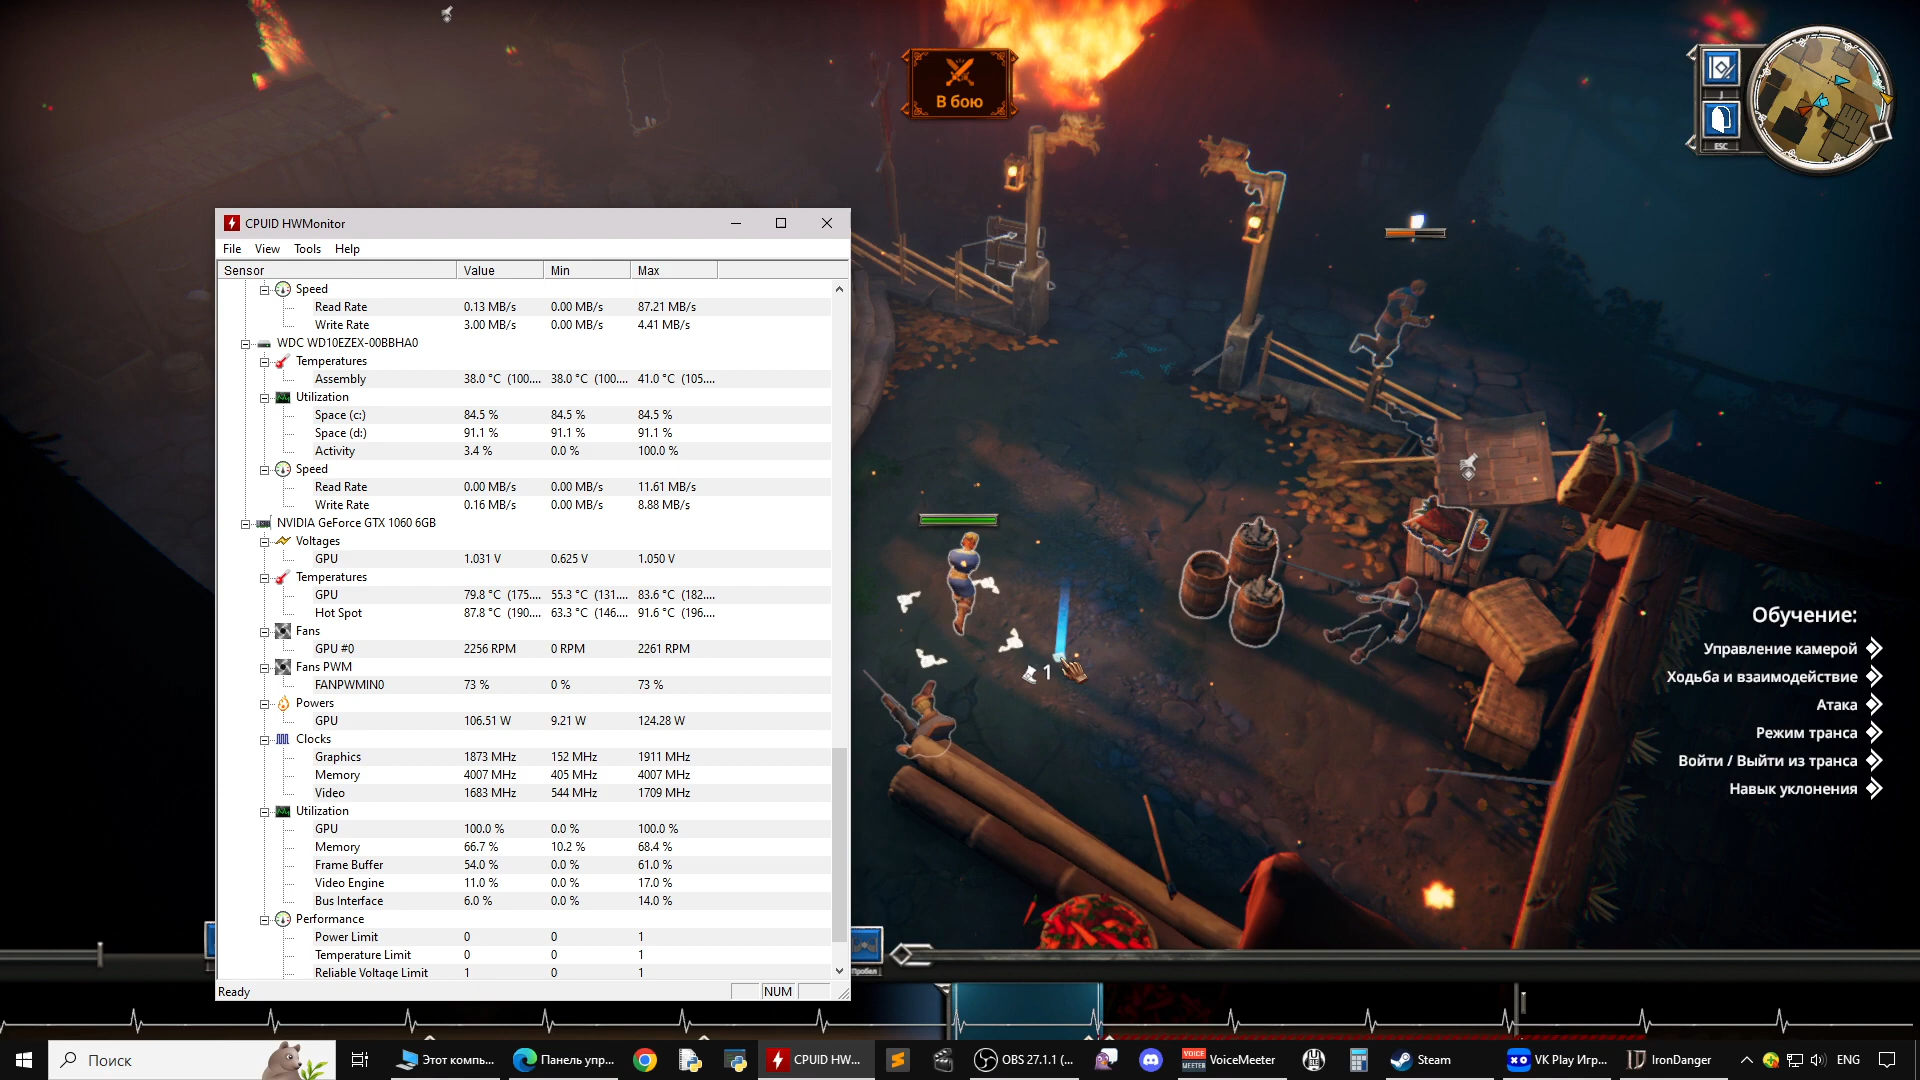 В бою
J
ESC
CPUID HWMonitor
File View Tools Help
Sensor Value Min Max
Speed
Read Rate 0.13 MB/s 0.00 MB/s 87.21 MB/s
Write Rate 3.00 MB/s 0.00 MB/s 4.41 MB/s
WDC WD10EZEX-00BBHA0
Temperatures
Assembly 38.0 °C (100.... 38.0 °C (100.... 41.0 °C (105....
Utilization
Space (c:) 84.5 % 84.5 % 84.5 %
Space (d:) 91.1 % 91.1 % 91.1 %
Activity 3.4 % 0.0 % 100.0 %
Speed
Read Rate 0.00 MB/s 0.00 MB/s 11.61 MB/s
Write Rate 0.16 MB/s 0.00 MB/s 8.88 MB/s
NVIDIA GeForce GTX 1060 6GB
Voltages
GPU 1.031 V 0.625 V 1.050 V
Temperatures
GPU 79.8 °C (175.... 55.3 °C (131.... 83.6 °C (182....
Hot Spot 87.8 °C (190.... 63.3 °C (146.... 91.6 °C (196....
Fans
GPU #0 2256 RPM 0 RPM 2261 RPM
Fans PWM
FANPWMIN0 73 % 0 % 73 %
Powers
GPU 106.51 W 9.21 W 124.28 W
Clocks
Graphics 1873 MHz 152 MHz 1911 MHz
Memory 4007 MHz 405 MHz 4007 MHz
Video 1683 MHz 544 MHz 1709 MHz
Utilization
GPU 100.0 % 0.0 % 100.0 %
Memory 66.7 % 10.2 % 68.4 %
Frame Buffer 54.0 % 0.0 % 61.0 %
Video Engine 11.0 % 0.0 % 17.0 %
Bus Interface 6.0 % 0.0 % 14.0 %
Performance
Power Limit 0 0 1
Temperature Limit 0 0 1
Reliable Voltage Limit 1 0 1
Ready NUM
1
Обучение:
Управление камерой
Ходьба и взаимодействие
Атака
Режим транса
Войти / Выйти из транса
Навык уклонения
Пробел
Поиск Этот компь... Панель упр... CPUID HW... OBS 27.1.1 (... VOICE MEETER VoiceMeeter Steam VK Play Игр... IronDanger ENG